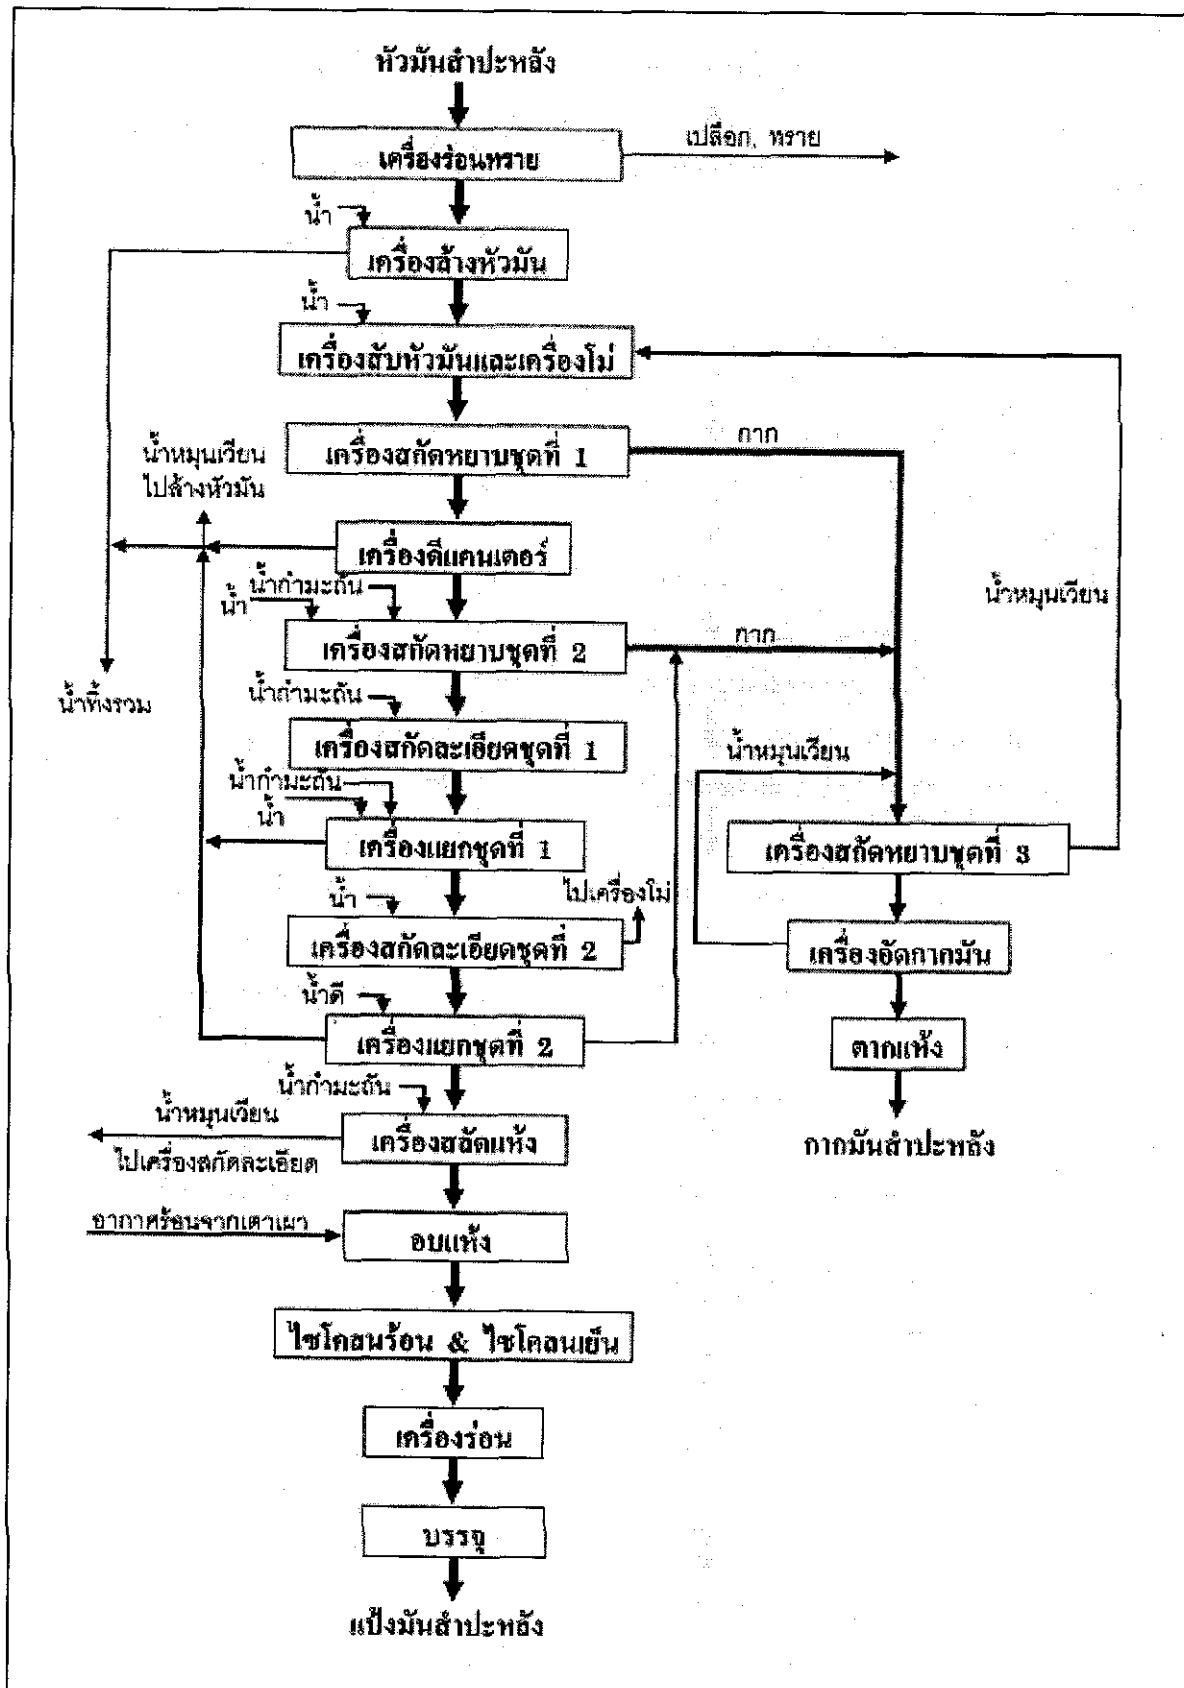 หัวมันสำปะหลัง
เครื่องร่อนทราย
เปลือก, ทราย
น้ำ
เครื่องล้างหัวมัน
น้ำ
เครื่องสับหัวมันและเครื่องโม่
เครื่องสกัดหยาบชุดที่ 1
กาก
น้ำหมุนเวียน
ไปล้างหัวมัน
เครื่องดีแคนเตอร์
น้ำกำมะถัน
น้ำ
น้ำหมุนเวียน
เครื่องสกัดหยาบชุดที่ 2
กาก
น้ำทิ้งรวม
น้ำกำมะถัน
เครื่องสกัดละเอียดชุดที่ 1
น้ำหมุนเวียน
น้ำกำมะถัน
น้ำ
เครื่องแยกชุดที่ 1
เครื่องสกัดหยาบชุดที่ 3
น้ำ
ไปเครื่องโม่
เครื่องสกัดละเอียดชุดที่ 2
เครื่องอัดกากมัน
น้ำดี
เครื่องแยกชุดที่ 2
ตากแห้ง
น้ำกำมะถัน
น้ำหมุนเวียน
เครื่องสลัดแห้ง
ไปเครื่องสกัดละเอียด
กากมันสำปะหลัง
อากาศร้อนจากเตาเผา
อบแห้ง
ไซโคลนร้อน & ไซโคลนเย็น
เครื่องร่อน
บรรจุ
แป้งมันสำปะหลัง